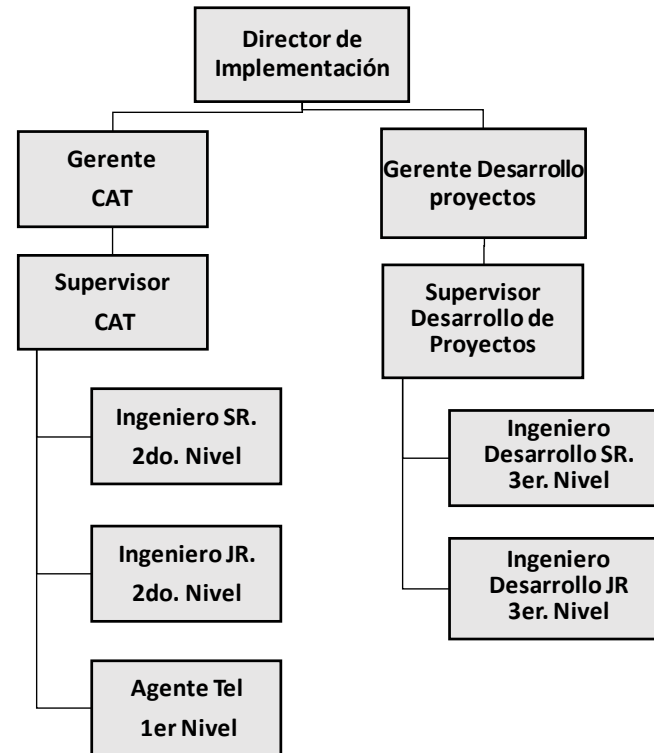 Director de
Implementación
Gerente
CAT
Gerente Desarrollo
proyectos
Supervisor
CAT
Supervisor
Desarrollo de
Proyectos
Ingeniero SR.
2do. Nivel
Ingeniero
Desarrollo SR.
3er. Nivel
Ingeniero JR.
2do. Nivel
Ingeniero
Desarrollo JR
3er. Nivel
Agente Tel
1er Nivel